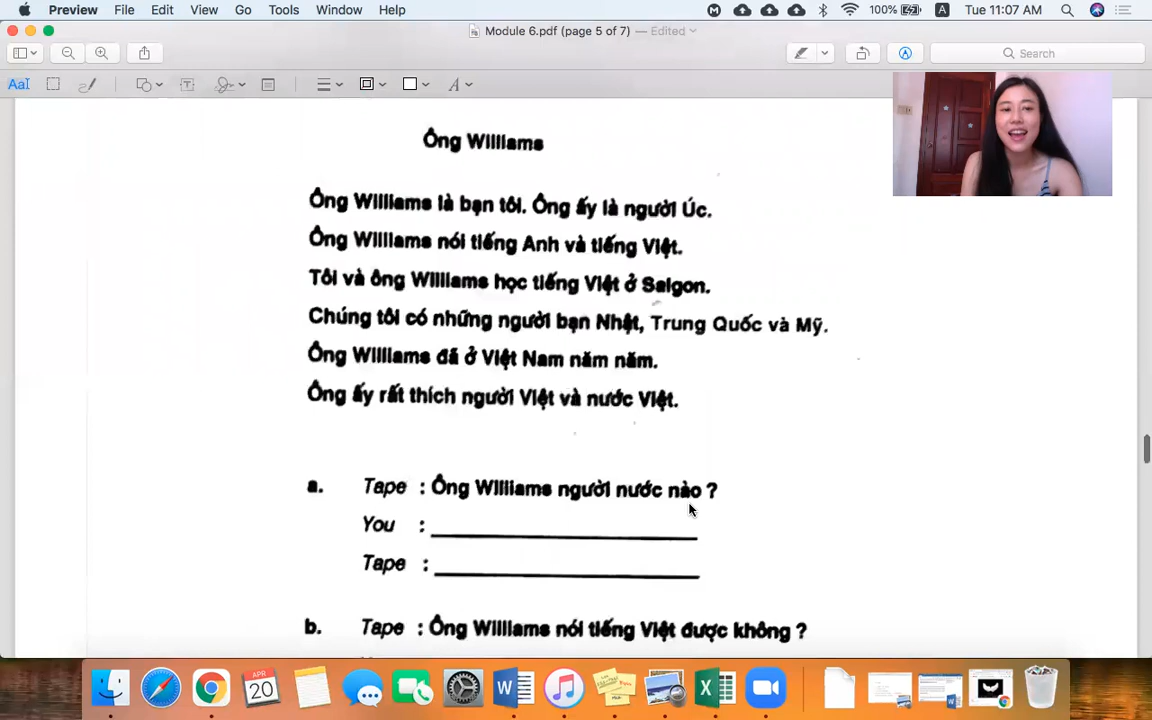 Preview File Edit View Go Tools Window Help 100% A Tue 11:07 AM
Module 6.pdf (page 5 of 7) — Edited
Search
AaI T A
Ông Williams
Ông Williams là bạn tôi. Ông ấy là người Úc.
Ông Williams nói tiếng Anh và tiếng Việt.
Tôi và ông Williams học tiếng Việt ở Saigon.
Chúng tôi có những người bạn Nhật, Trung Quốc và Mỹ.
Ông Williams đã ở Việt Nam năm năm.
Ông ấy rất thích người Việt và nước Việt.
a. Tape : Ông Williams người nước nào ?
You :
Tape :
b. Tape : Ông Williams nói tiếng Việt được không ?
APR
20
W
X